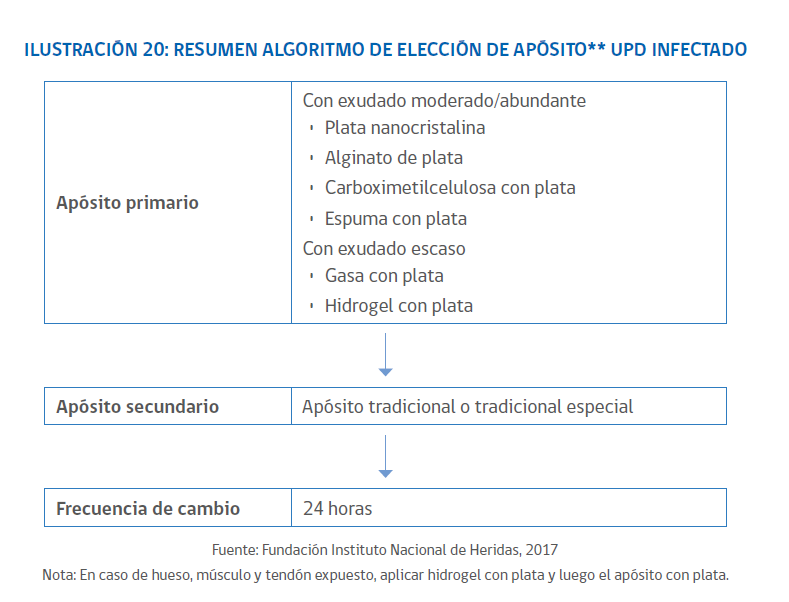 ILUSTRACIÓN 20: RESUMEN ALGORITMO DE ELECCIÓN DE APÓSITO** UPD INFECTADO
Apósito primario
Con exudado moderado/abundante
Plata nanocristalina
Alginato de plata
Carboximetilcelulosa con plata
Espuma con plata
Con exudado escaso
Gasa con plata
Hidrogel con plata
Apósito secundario
Apósito tradicional o tradicional especial
Frecuencia de cambio
24 horas
Fuente: Fundación Instituto Nacional de Heridas, 2017
Nota: En caso de hueso, músculo y tendón expuesto, aplicar hidrogel con plata y luego el apósito con plata.